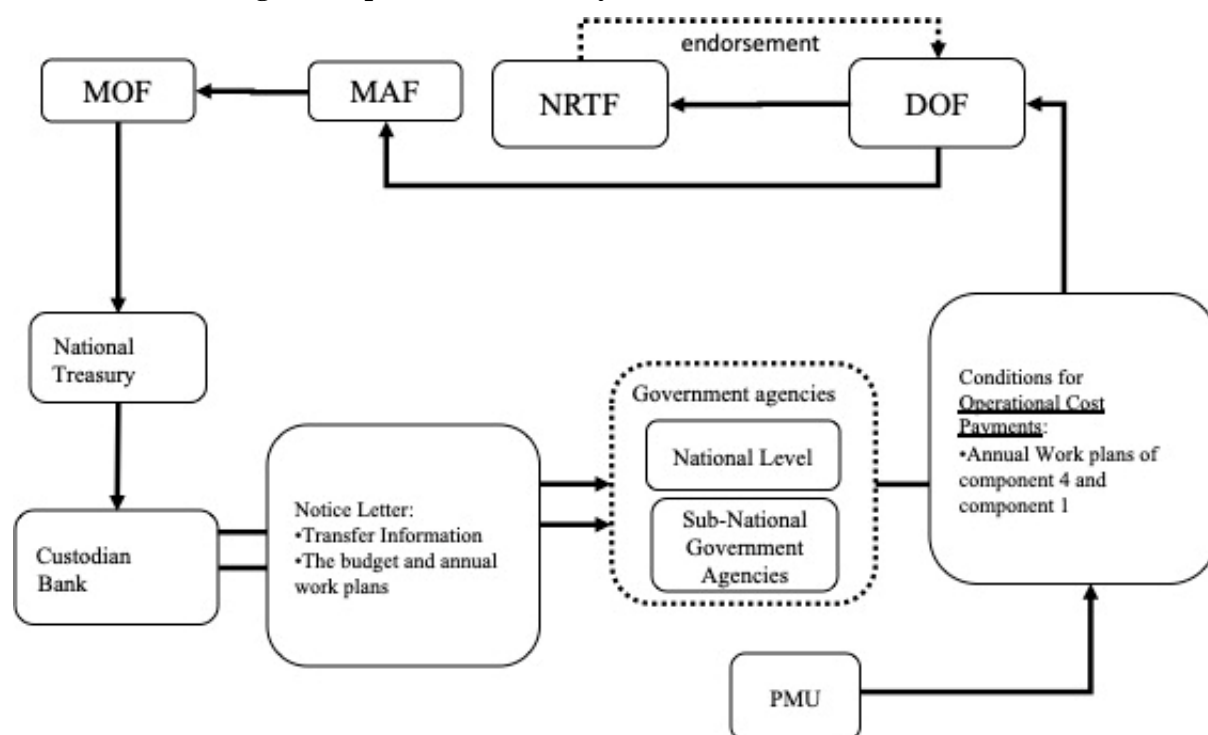 endorsement
MOF
MAF
NRTF
DOF
National
Treasury
Government agencies
National Level
Sub-National
Government
Agencies
Conditions for
Operational Cost
Payments:
•Annual Work plans of
component 4 and
component 1
Notice Letter:
•Transfer Information
•The budget and annual
work plans
Custodian
Bank
PMU